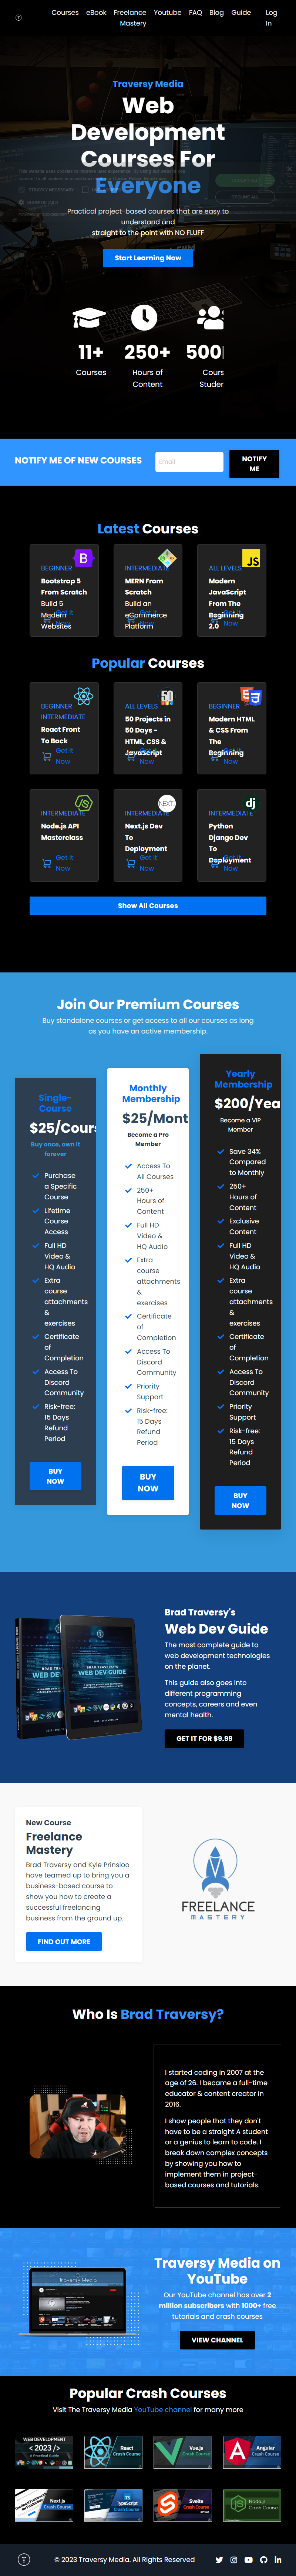 Courses eBook Freelance Mastery Youtube FAQ Blog Guide Log In
Traversy Media
Web
Development
Courses For
Everyone
Practical project-based courses that are easy to
understand and
straight to the point with NO FLUFF
Start Learning Now
11+
Courses
250+
Hours of
Content
500
Cours
Studer
NOTIFY ME OF NEW COURSES
Email
NOTIFY
ME
Latest Courses
BEGINNER
Bootstrap 5
From Scratch
Build 5
Modern
Websites
Get It
Now
INTERMEDIATE
MERN From
Scratch
Build an
eCommerce
Platform
Get It
Now
ALL LEVELS
JS
Modern
JavaScript
From The
Beginning
2.0
Get It
Now
Popular Courses
BEGINNER
INTERMEDIATE
React Front
To Back
Get It
Now
ALL LEVELS
50
50 Projects in
50 Days -
HTML, CSS &
JavaScript
Get It
Now
BEGINNER
Modern HTML
& CSS From
The
Beginning
Get It
Now
INTERMEDIATE
Node.js API
Masterclass
Get It
Now
INTERMEDIATE
NEXT.js
Next.js Dev
To
Deployment
Get It
Now
INTERMEDIATE
dj
Python
Django Dev
To
Deployment
Get It
Now
Show All Courses
Join Our Premium Courses
Buy standalone courses or get access to all our courses as long
as you have an active membership.
Single-
Course
$25/Cours
Buy once, own it
forever
Purchase
a Specific
Course
Lifetime
Course
Access
Full HD
Video &
HQ Audio
Extra
course
attachments
&
exercises
Certificate
of
Completion
Access To
Discord
Community
Risk-free:
15 Days
Refund
Period
BUY
NOW
Monthly
Membership
$25/Mont
Become a Pro
Member
Access To
All Courses
250+
Hours of
Content
Full HD
Video &
HQ Audio
Extra
course
attachments
&
exercises
Certificate
of
Completion
Access To
Discord
Community
Priority
Support
Risk-free:
15 Days
Refund
Period
BUY
NOW
Yearly
Membership
$200/Yea
Become a VIP
Member
Save 34%
Compared
to Monthly
250+
Hours of
Content
Exclusive
Content
Full HD
Video &
HQ Audio
Extra
course
attachments
&
exercises
Certificate
of
Completion
Access To
Discord
Community
Priority
Support
Risk-free:
15 Days
Refund
Period
BUY
NOW
BRAD TRAVERSY'S
WEB DEV GUIDE
Brad Traversy's
Web Dev Guide
The most complete guide to
web development technologies
on the planet.
This guide also goes into
different programming
concepts, careers and even
mental health.
GET IT FOR $9.99
New Course
Freelance
Mastery
Brad Traversy and Kyle Prinsloo
have teamed up to bring you a
business-based course to
show you how to create a
successful freelancing
business from the ground up.
FIND OUT MORE
FREELANCE
MASTERY
Who Is Brad Traversy?
I started coding in 2007 at the
age of 26. I became a full-time
educator & content creator in
2016.
I show people that they don't
have to be a straight A student
or a genius to learn to code. I
break down complex concepts
by showing you how to
implement them in project-
based courses and tutorials.
Traversy Media
Traversy Media on
YouTube
Our YouTube channel has over 2
million subscribers with 1000+ free
tutorials and crash courses
VIEW CHANNEL
Popular Crash Courses
Visit The Traversy Media YouTube channel for many more
WEB DEVELOPMENT
< 2023 />
A Practical Guide
React
Crash Course
Vue.js
Crash Course
Angular
Crash Course
Next.js
Crash Course
TS
TypeScript
Crash Course
Svelte
Crash Course
Node.js
Crash Course
© 2023 Traversy Media. All Rights Reserved